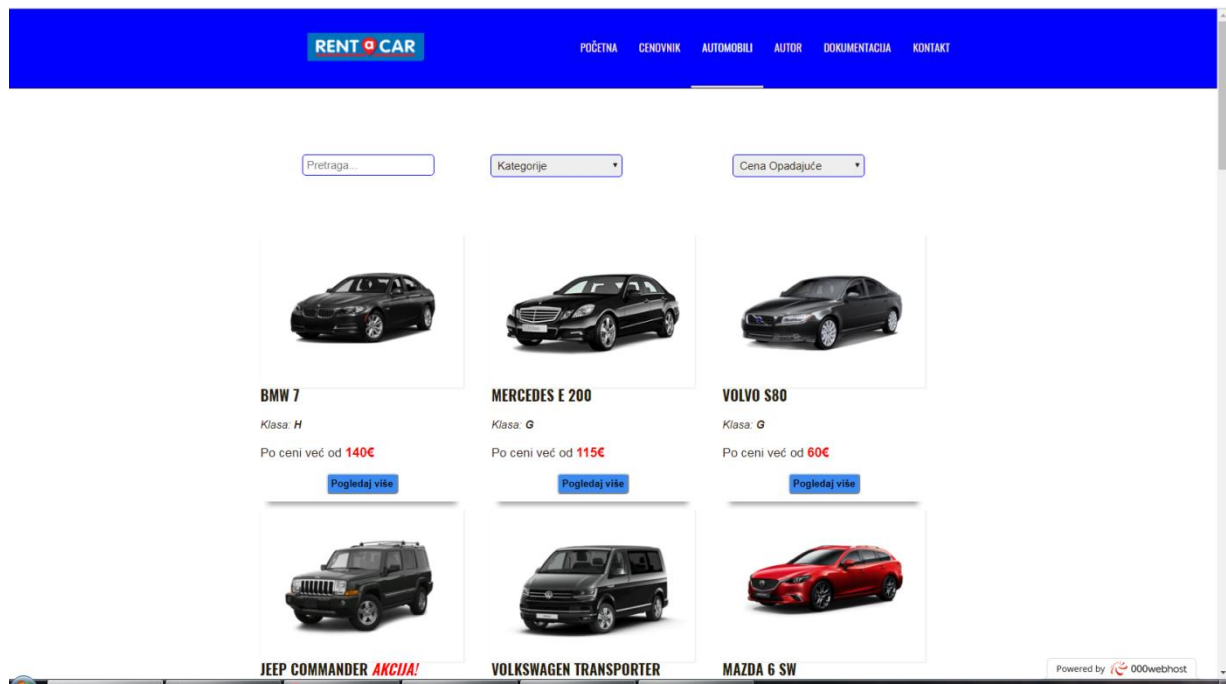 RENT a CAR
POČETNA CENOVNIK AUTOMOBILI AUTOR DOKUMENTACIJA KONTAKT
Pretraga... Kategorije Cena Opadajuće
BMW 7 MERCEDES E 200 VOLVO S80
Klasa: H Klasa: G Klasa: G
Po ceni već od 140€ Po ceni već od 115€ Po ceni već od 60€
Pogledaj više Pogledaj više Pogledaj više
JEEP COMMANDER AKCIJA! VOLKSWAGEN TRANSPORTER MAZDA 6 SW
Powered by 000webhost